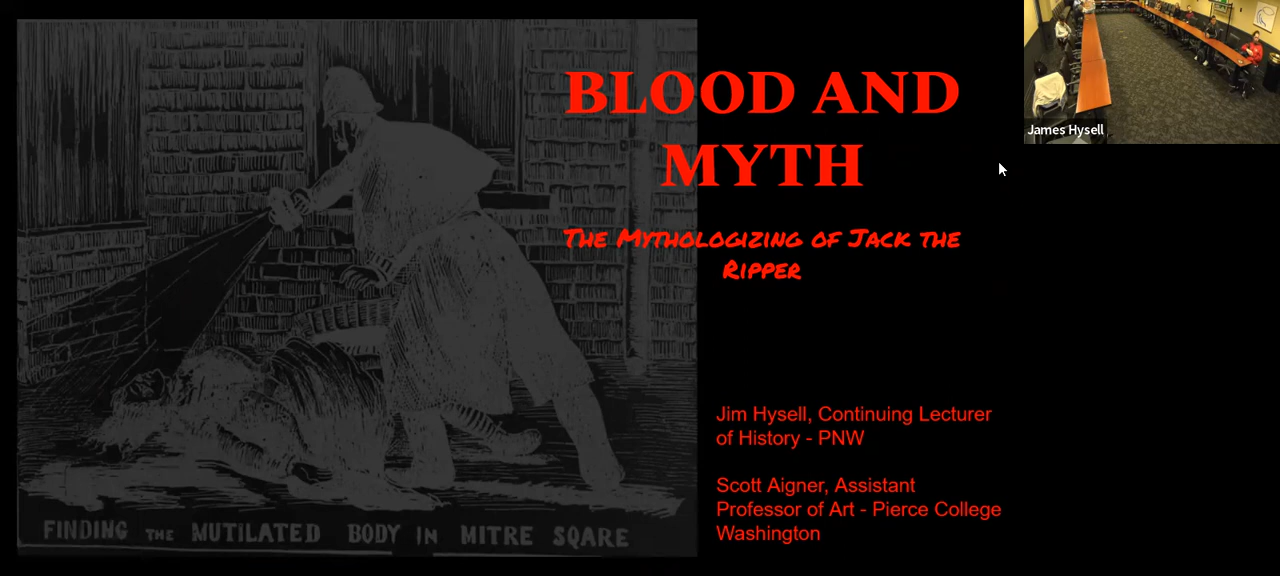 BLOOD AND
MYTH
The Mythologizing of Jack the
Ripper
Jim Hysell, Continuing Lecturer
of History - PNW
Scott Aigner, Assistant
Professor of Art - Pierce College
Washington
FINDING THE MUTILATED BODY IN MITRE SQARE
James Hysell